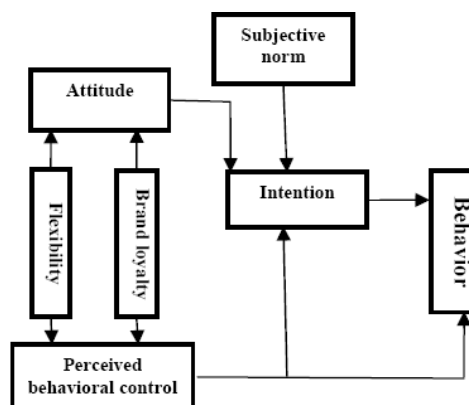 Subjective
norm
Attitude
Flexibility
Brand loyalty
Intention
Behavior
Perceived
behavioral control